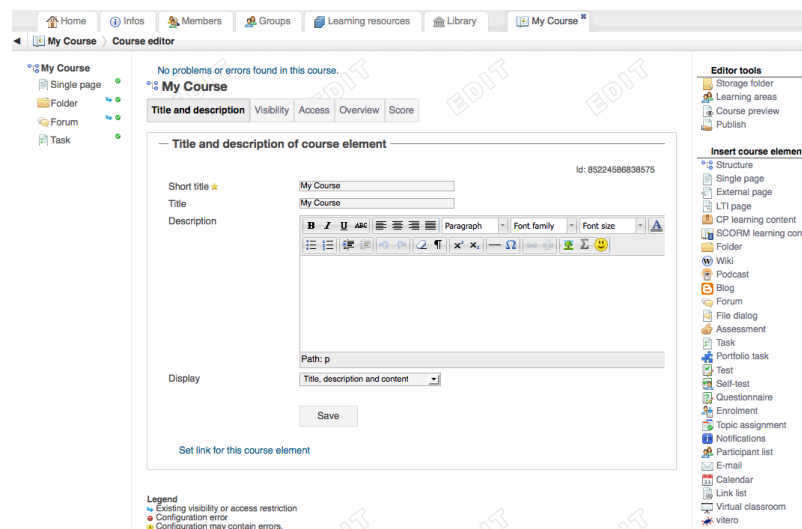 Home Infos Members Groups Learning resources Library My Course x
My Course Course editor
My Course
Single page
Folder
Forum
Task
No problems or errors found in this course.
My Course
Title and description Visibility Access Overview Score
Title and description of course element
Id: 85224586838575
Short title My Course
Title My Course
Description
B I U ABC Paragraph Font family Font size A
Path: p
Display Title, description and content
Save
Set link for this course element
Legend
Existing visibility or access restriction
Configuration error
Configuration may contain errors.
EDIT EDIT
EDIT EDIT
Editor tools
Storage folder
Learning areas
Course preview
Publish
Insert course elemen
Structure
Single page
External page
LTI page
CP learning content
SCORM learning con
Folder
Wiki
Podcast
Blog
Forum
File dialog
Assessment
Task
Portfolio task
Test
Self-test
Questionnaire
Enrolment
Topic assignment
Notifications
Participant list
E-mail
Calendar
Link list
Virtual classroom
vitero